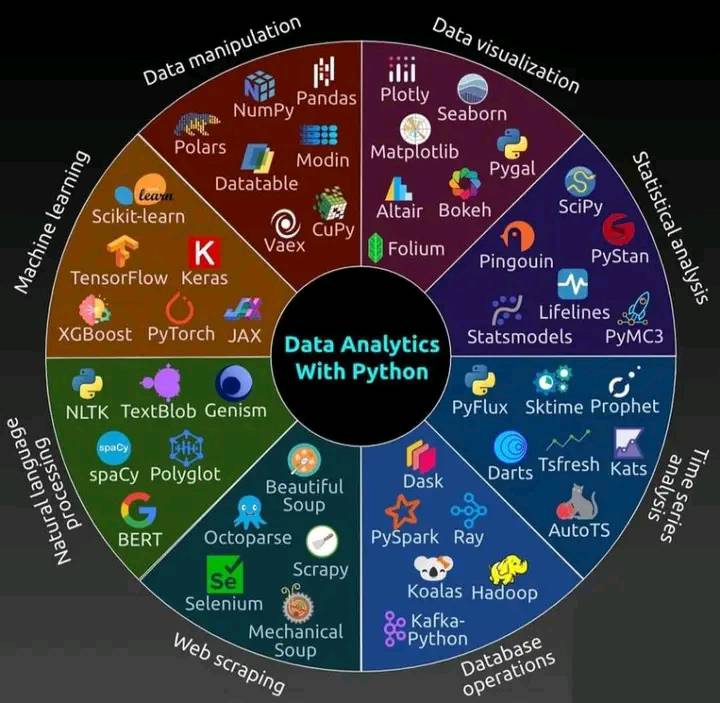 Data manipulation
NumPy
Pandas
Polars
Modin
Datatable
Vaex
CuPy
Data visualization
Plotly
Seaborn
Matplotlib
Pygal
Altair
Bokeh
Folium
Statistical analysis
SciPy
Pingouin
PyStan
Lifelines
Statsmodels
PyMC3
Time series
analysis
PyFlux
Sktime
Prophet
Darts
Tsfresh
Kats
AutoTS
Database
operations
Dask
PySpark
Ray
Koalas
Hadoop
Kafka-
Python
Web scraping
Beautiful
Soup
Octoparse
Scrapy
Se
Selenium
Mechanical
Soup
Natural language
processing
NLTK
TextBlob
Genism
spaCy
spaCy
Polyglot
G
BERT
Machine learning
learn
Scikit-learn
TensorFlow
K
Keras
XGBoost
PyTorch
JAX
Data Analytics
With Python